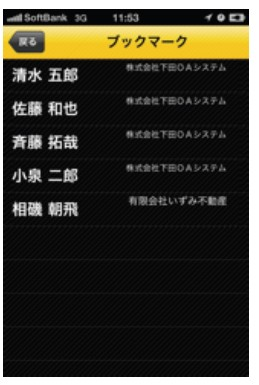 SoftBank 3G 11:53
戻る ブックマーク
清水 五郎 株式会社下田OAシステム
佐藤 和也 株式会社下田OAシステム
斉藤 拓哉 株式会社下田OAシステム
小泉 二郎 株式会社下田OAシステム
相磯 朝飛 有限会社いずみ不動産